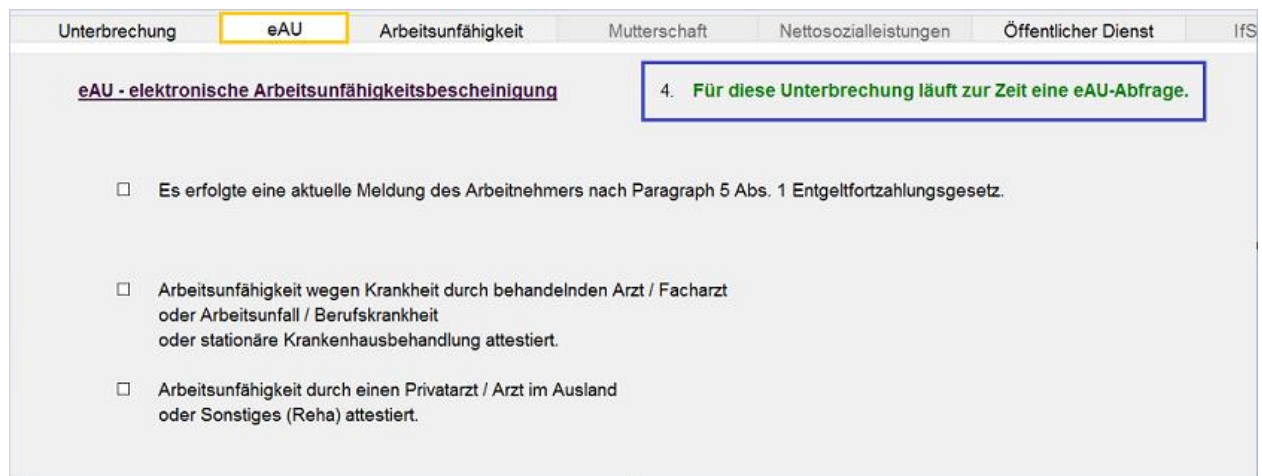 Unterbrechung eAU Arbeitsunfähigkeit Mutterschaft Nettosozialleistungen Öffentlicher Dienst IfS
eAU - elektronische Arbeitsunfähigkeitsbescheinigung 4. Für diese Unterbrechung läuft zur Zeit eine eAU-Abfrage.
Es erfolgte eine aktuelle Meldung des Arbeitnehmers nach Paragraph 5 Abs. 1 Entgeltfortzahlungsgesetz.
Arbeitsunfähigkeit wegen Krankheit durch behandelnden Arzt / Facharzt
oder Arbeitsunfall / Berufskrankheit
oder stationäre Krankenhausbehandlung attestiert.
Arbeitsunfähigkeit durch einen Privatarzt / Arzt im Ausland
oder Sonstiges (Reha) attestiert.